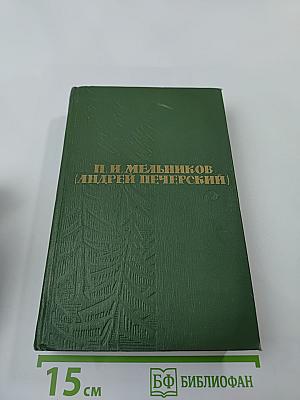 П. И. МЕЛЬНИКОВ
(АНДРЕЙ ПЕЧЕРСКИЙ)
15 см
БФ БИБЛИОФАН